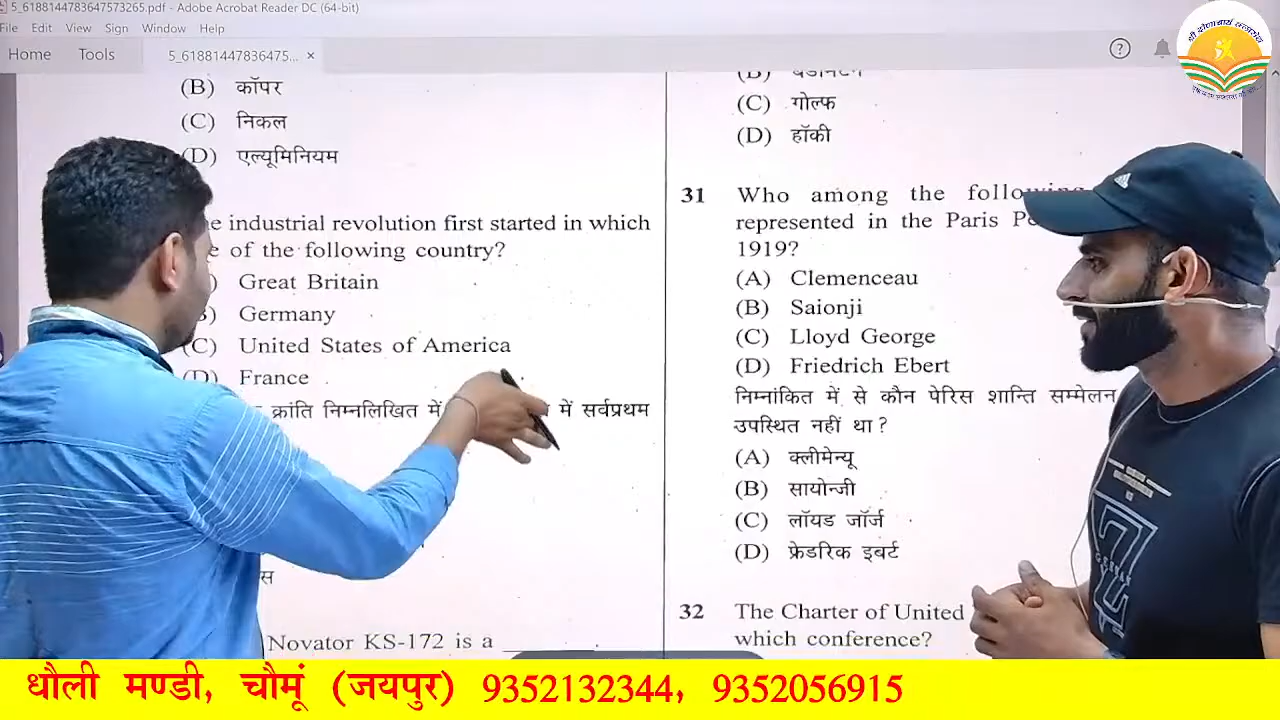 5_6188144783647573265.pdf - Adobe Acrobat Reader DC (64-bit)
File Edit View Sign Window Help
Home Tools 5_61881447836475... ×
(B) कॉपर
(C) निकल
(D) एल्यूमिनियम
industrial revolution first started in which
of the following country?
Great Britain
Germany
(C) United States of America
(D) France
क्रांति निम्नलिखित में में सर्वप्रथम
Novator KS-172 is a
(C) गोल्फ
(D) हॉकी
31 Who among the following
represented in the Paris
1919?
(A) Clemenceau
(B) Saionji
(C) Lloyd George
(D) Friedrich Ebert
निम्नांकित में से कौन पेरिस शान्ति सम्मेलन
उपस्थित नहीं था ?
(A) क्लीमेन्यू
(B) सायोन्जी
(C) लॉयड जॉर्ज
(D) फ्रेडरिक इबर्ट
32 The Charter of United
which conference?
धौली मण्डी, चौमूं (जयपुर) 9352132344, 9352056915